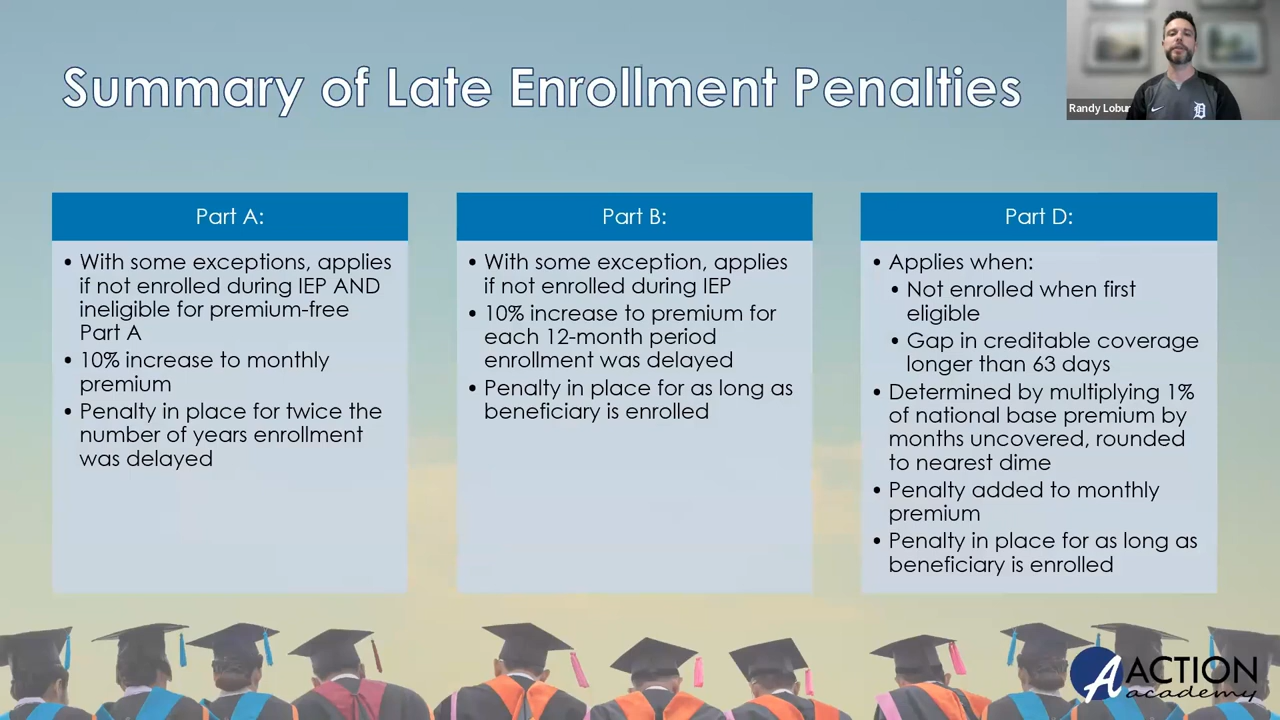 Summary of Late Enrollment Penalties
Randy Lobur
Part A:
• With some exceptions, applies
if not enrolled during IEP AND
ineligible for premium-free
Part A
• 10% increase to monthly
premium
• Penalty in place for twice the
number of years enrollment
was delayed
Part B:
• With some exception, applies
if not enrolled during IEP
• 10% increase to premium for
each 12-month period
enrollment was delayed
• Penalty in place for as long as
beneficiary is enrolled
Part D:
• Applies when:
• Not enrolled when first
eligible
• Gap in creditable coverage
longer than 63 days
• Determined by multiplying 1%
of national base premium by
months uncovered, rounded
to nearest dime
• Penalty added to monthly
premium
• Penalty in place for as long as
beneficiary is enrolled
A ACTION
academy